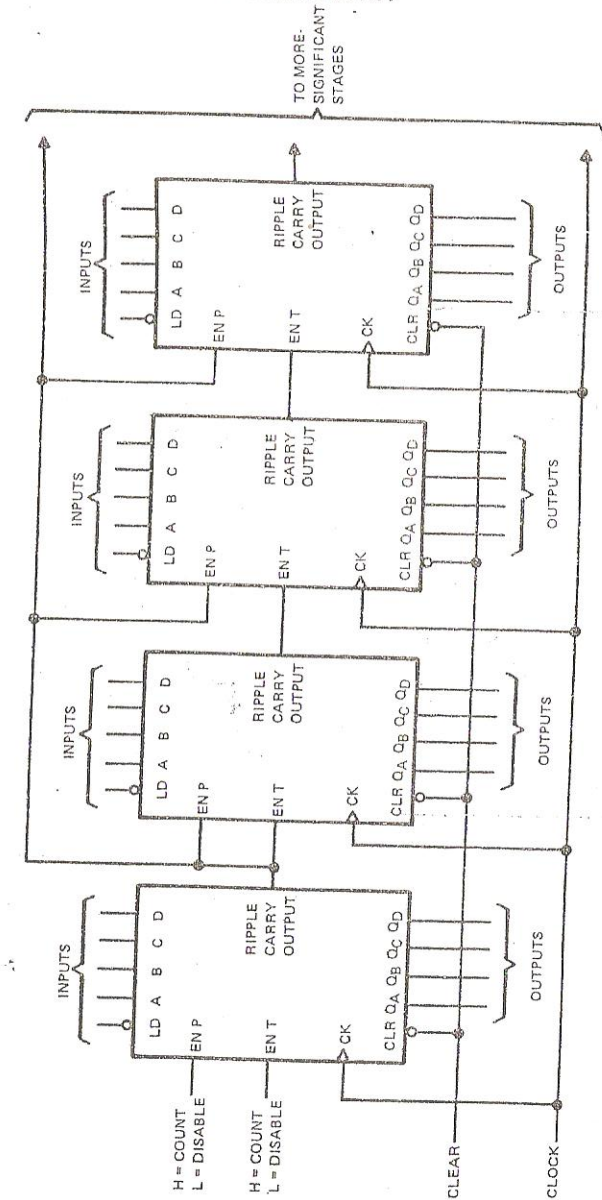 H = COUNT
L = DISABLE
H = COUNT
L = DISABLE
CLEAR
CLOCK
INPUTS
LD A B C D
EN P
EN T
RIPPLE
CARRY
OUTPUT
CK
CLR QA QB QC QD
OUTPUTS
INPUTS
LD A B C D
EN P
EN T
RIPPLE
CARRY
OUTPUT
CK
CLR QA QB QC QD
OUTPUTS
INPUTS
LD A B C D
EN P
EN T
RIPPLE
CARRY
OUTPUT
CK
CLR QA QB QC QD
OUTPUTS
INPUTS
LD A B C D
EN P
EN T
RIPPLE
CARRY
OUTPUT
CK
CLR QA QB QC QD
OUTPUTS
TO MORE-
SIGNIFICANT
STAGES